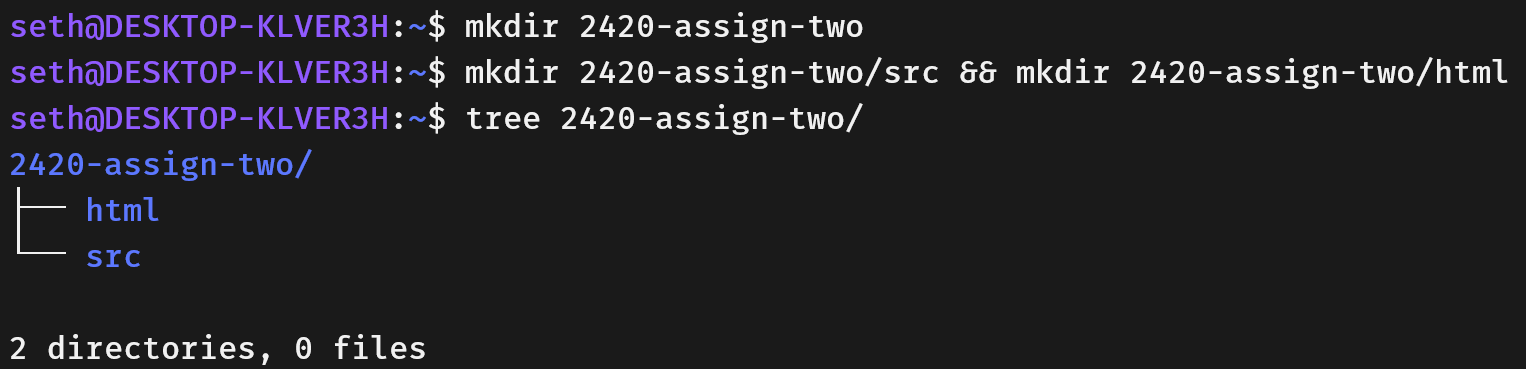 seth@DESKTOP-KLVER3H:~$ mkdir 2420-assign-two
seth@DESKTOP-KLVER3H:~$ mkdir 2420-assign-two/src && mkdir 2420-assign-two/html
seth@DESKTOP-KLVER3H:~$ tree 2420-assign-two/
2420-assign-two/
├── html
└── src
2 directories, 0 files